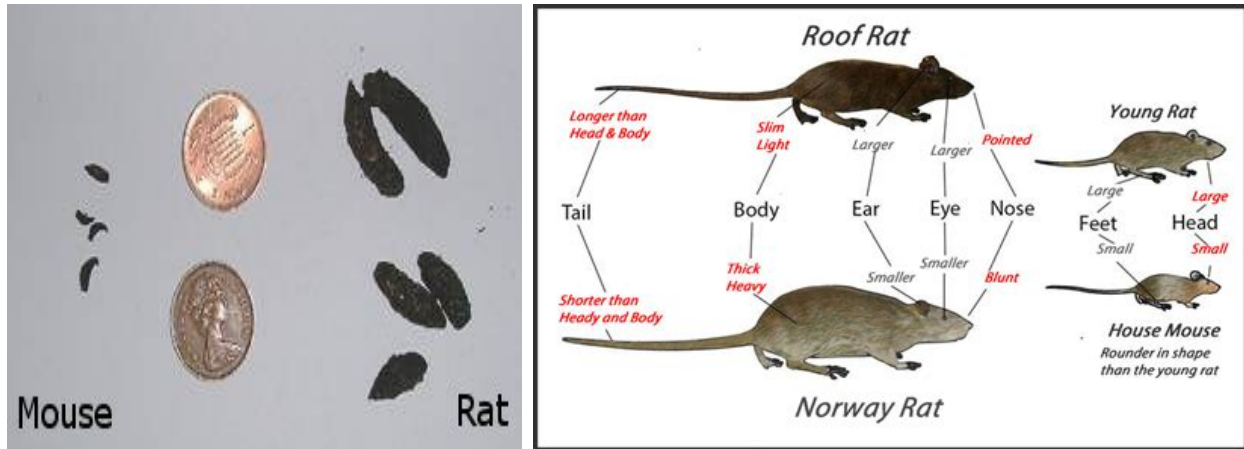 Mouse
Rat
Roof Rat
Longer than
Head & Body
Slim
Light
Larger
Larger
Pointed
Tail
Body
Ear
Eye
Nose
Shorter than
Heady and Body
Thick
Heavy
Smaller
Smaller
Blunt
Norway Rat
Young Rat
Large
Large
Feet
Head
Small
Small
House Mouse
Rounder in shape
than the young rat